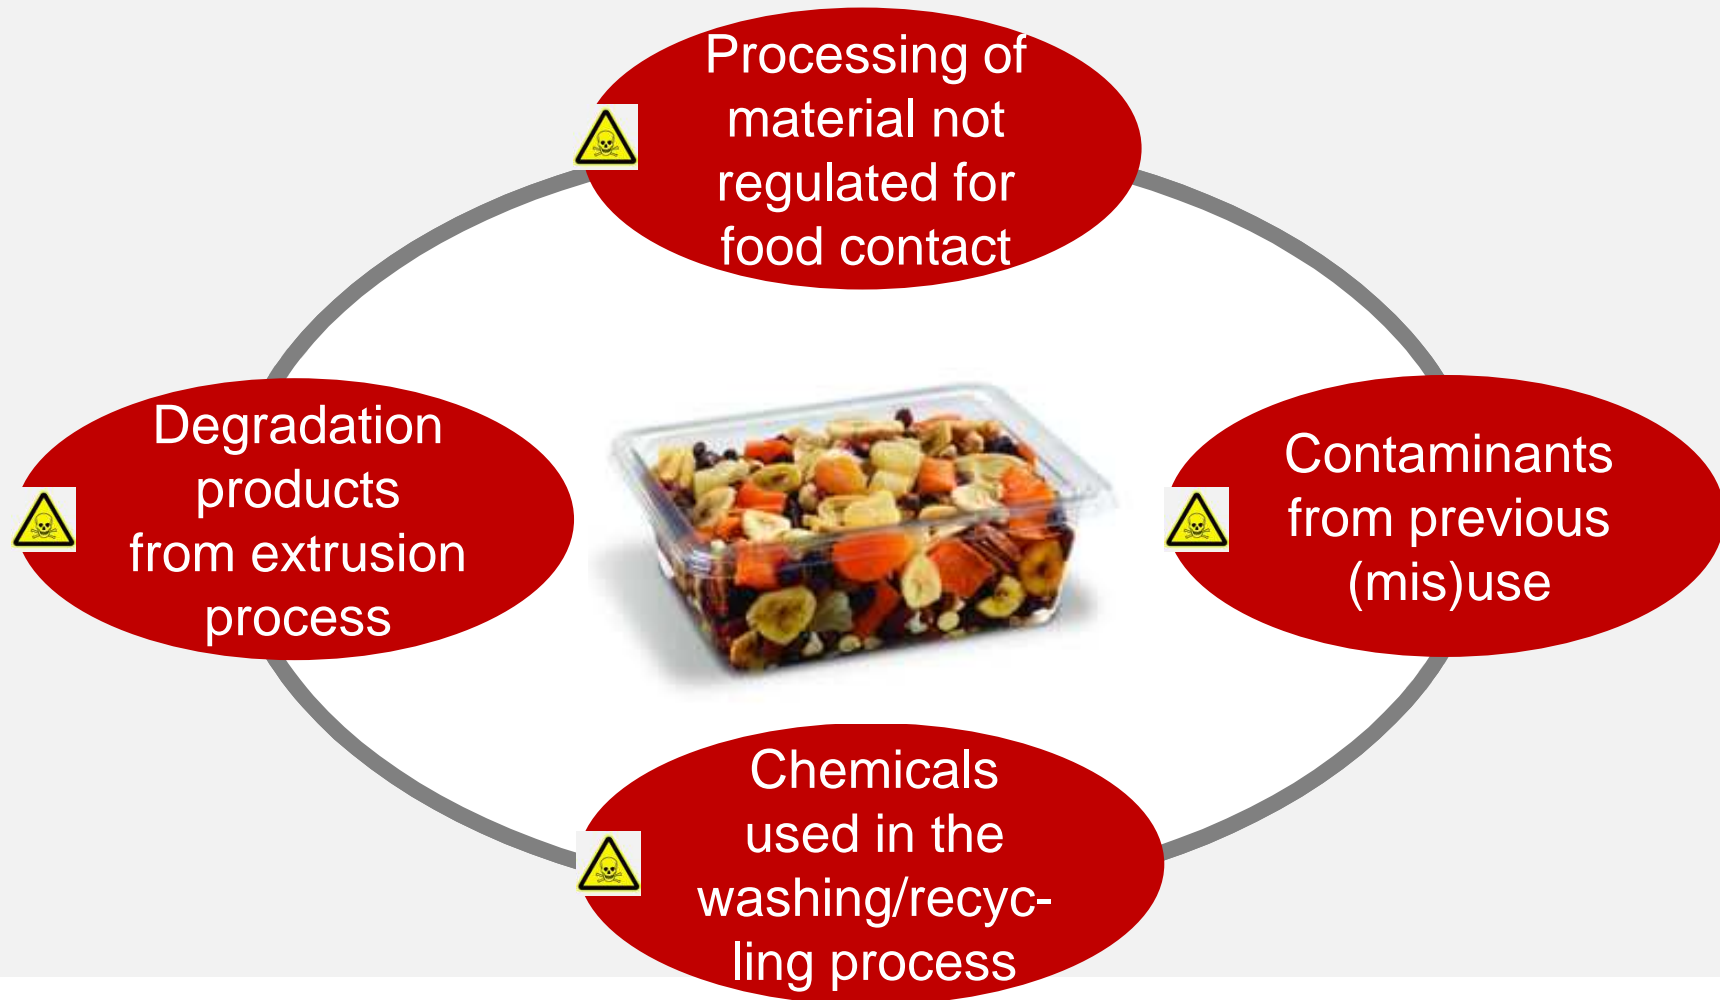 Processing of
material not
regulated for
food contact
Degradation
products
from extrusion
process
Contaminants
from previous
(mis)use
Chemicals
used in the
washing/recyc-
ling process